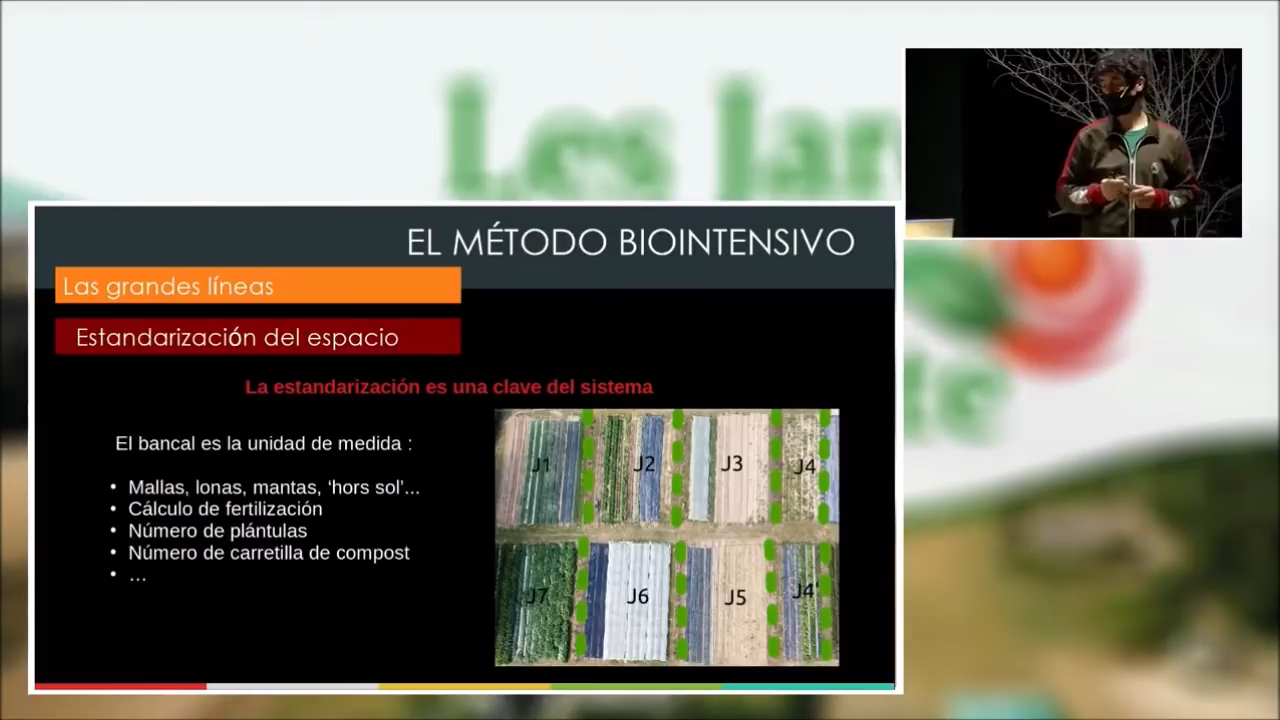 Les Jar
EL MÉTODO BIOINTENSIVO
Las grandes líneas
Estandarización del espacio
La estandarización es una clave del sistema
El bancal es la unidad de medida :
• Mallas, lonas, mantas, ‘hors sol’...
• Cálculo de fertilización
• Número de plántulas
• Número de carretilla de compost
• ...
J1 J2 J3 J4
J7 J6 J5 J4'